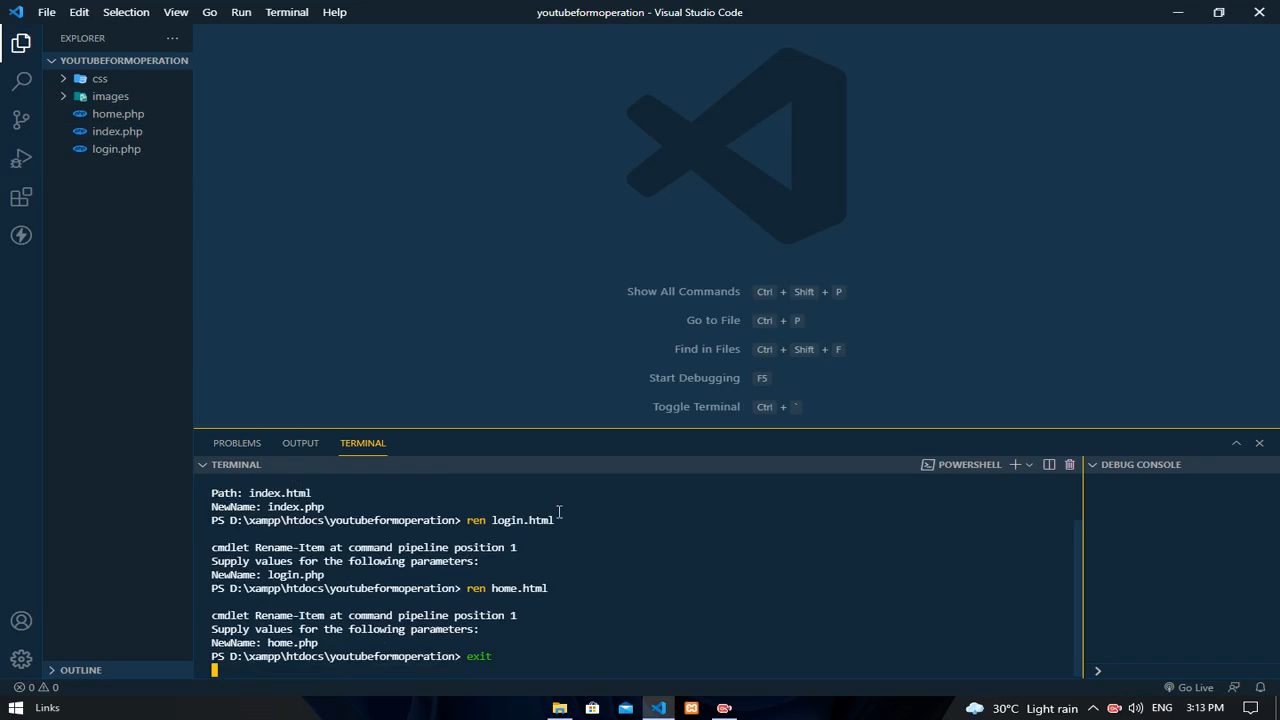 File Edit Selection View Go Run Terminal Help
youtubeformoperation - Visual Studio Code
EXPLORER ...
YOUTUBEFORMOPERATION
css
images
home.php
index.php
login.php
OUTLINE
Show All Commands Ctrl + Shift + P
Go to File Ctrl + P
Find in Files Ctrl + Shift + F
Start Debugging F5
Toggle Terminal Ctrl + `
PROBLEMS OUTPUT TERMINAL
TERMINAL
POWERSHELL
DEBUG CONSOLE
Path: index.html
NewName: index.php
PS D:\xampp\htdocs\youtubeformoperation> ren login.html
cmdlet Rename-Item at command pipeline position 1
Supply values for the following parameters:
NewName: login.php
PS D:\xampp\htdocs\youtubeformoperation> ren home.html
cmdlet Rename-Item at command pipeline position 1
Supply values for the following parameters:
NewName: home.php
PS D:\xampp\htdocs\youtubeformoperation> exit
0 0
Go Live
Links
30°C Light rain
ENG 3:13 PM